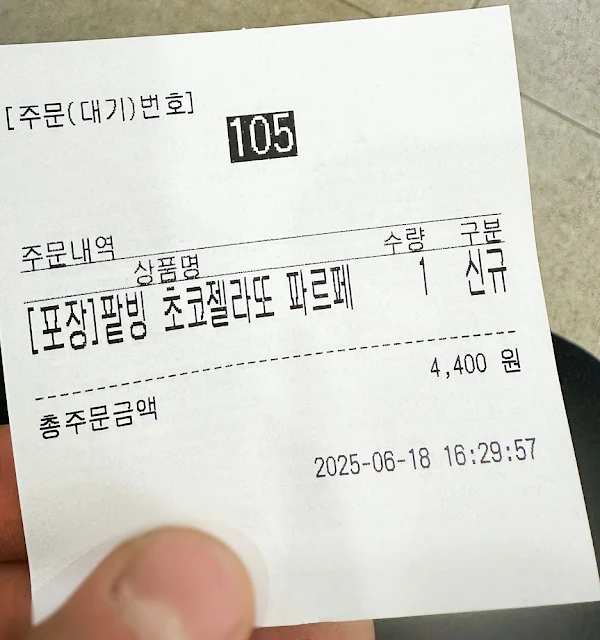 [주문(대기)번호]
105
주문내역
상품명 수량 구분
[포장]팥빙 초코젤라또 파르페 1 신규
4,400 원
총주문금액
2025-06-18 16:29:57